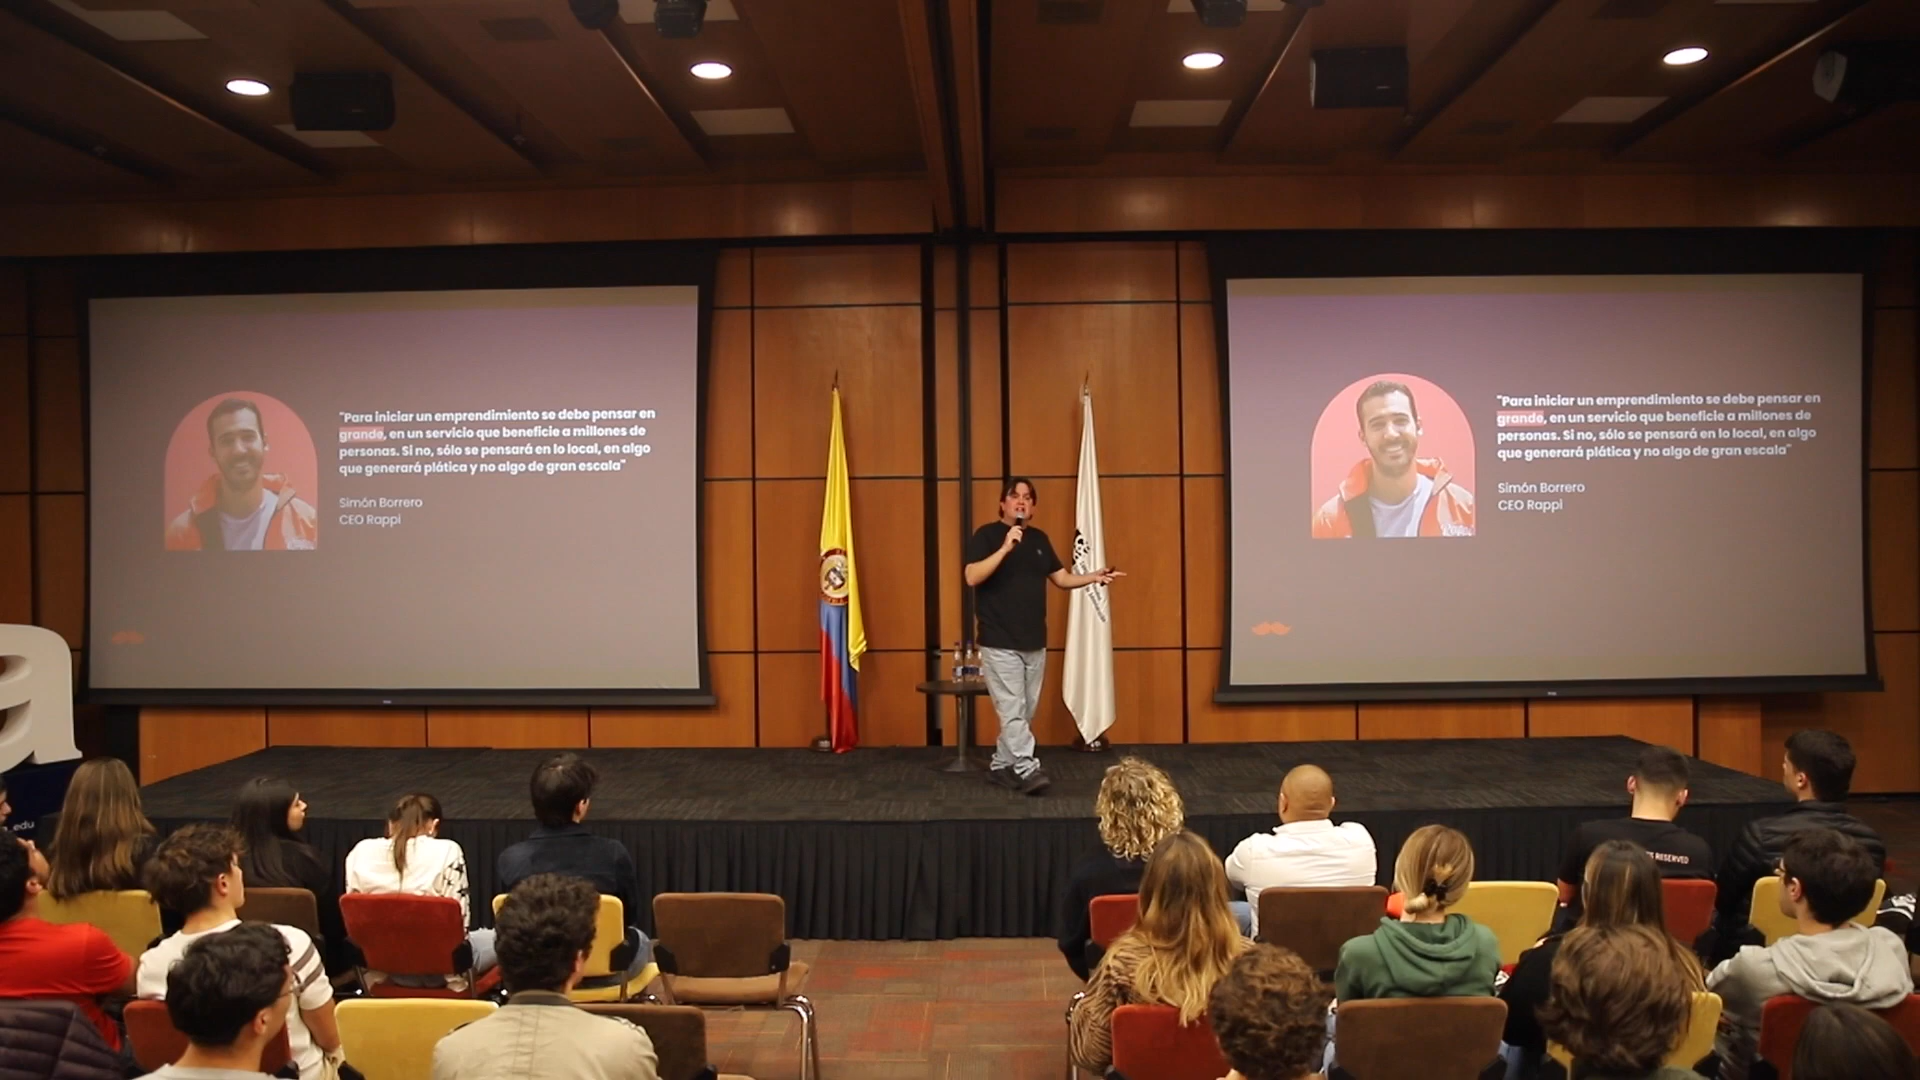 "Para iniciar un emprendimiento se debe pensar en
grande, en un servicio que beneficie a millones de
personas. Si no, sólo se pensará en lo local, en algo
que generará plática y no algo de gran escala"
Simón Borrero
CEO Rappi
"Para iniciar un emprendimiento se debe pensar en
grande, en un servicio que beneficie a millones de
personas. Si no, sólo se pensará en lo local, en algo
que generará plática y no algo de gran escala"
Simón Borrero
CEO Rappi
_edu
RESERVED